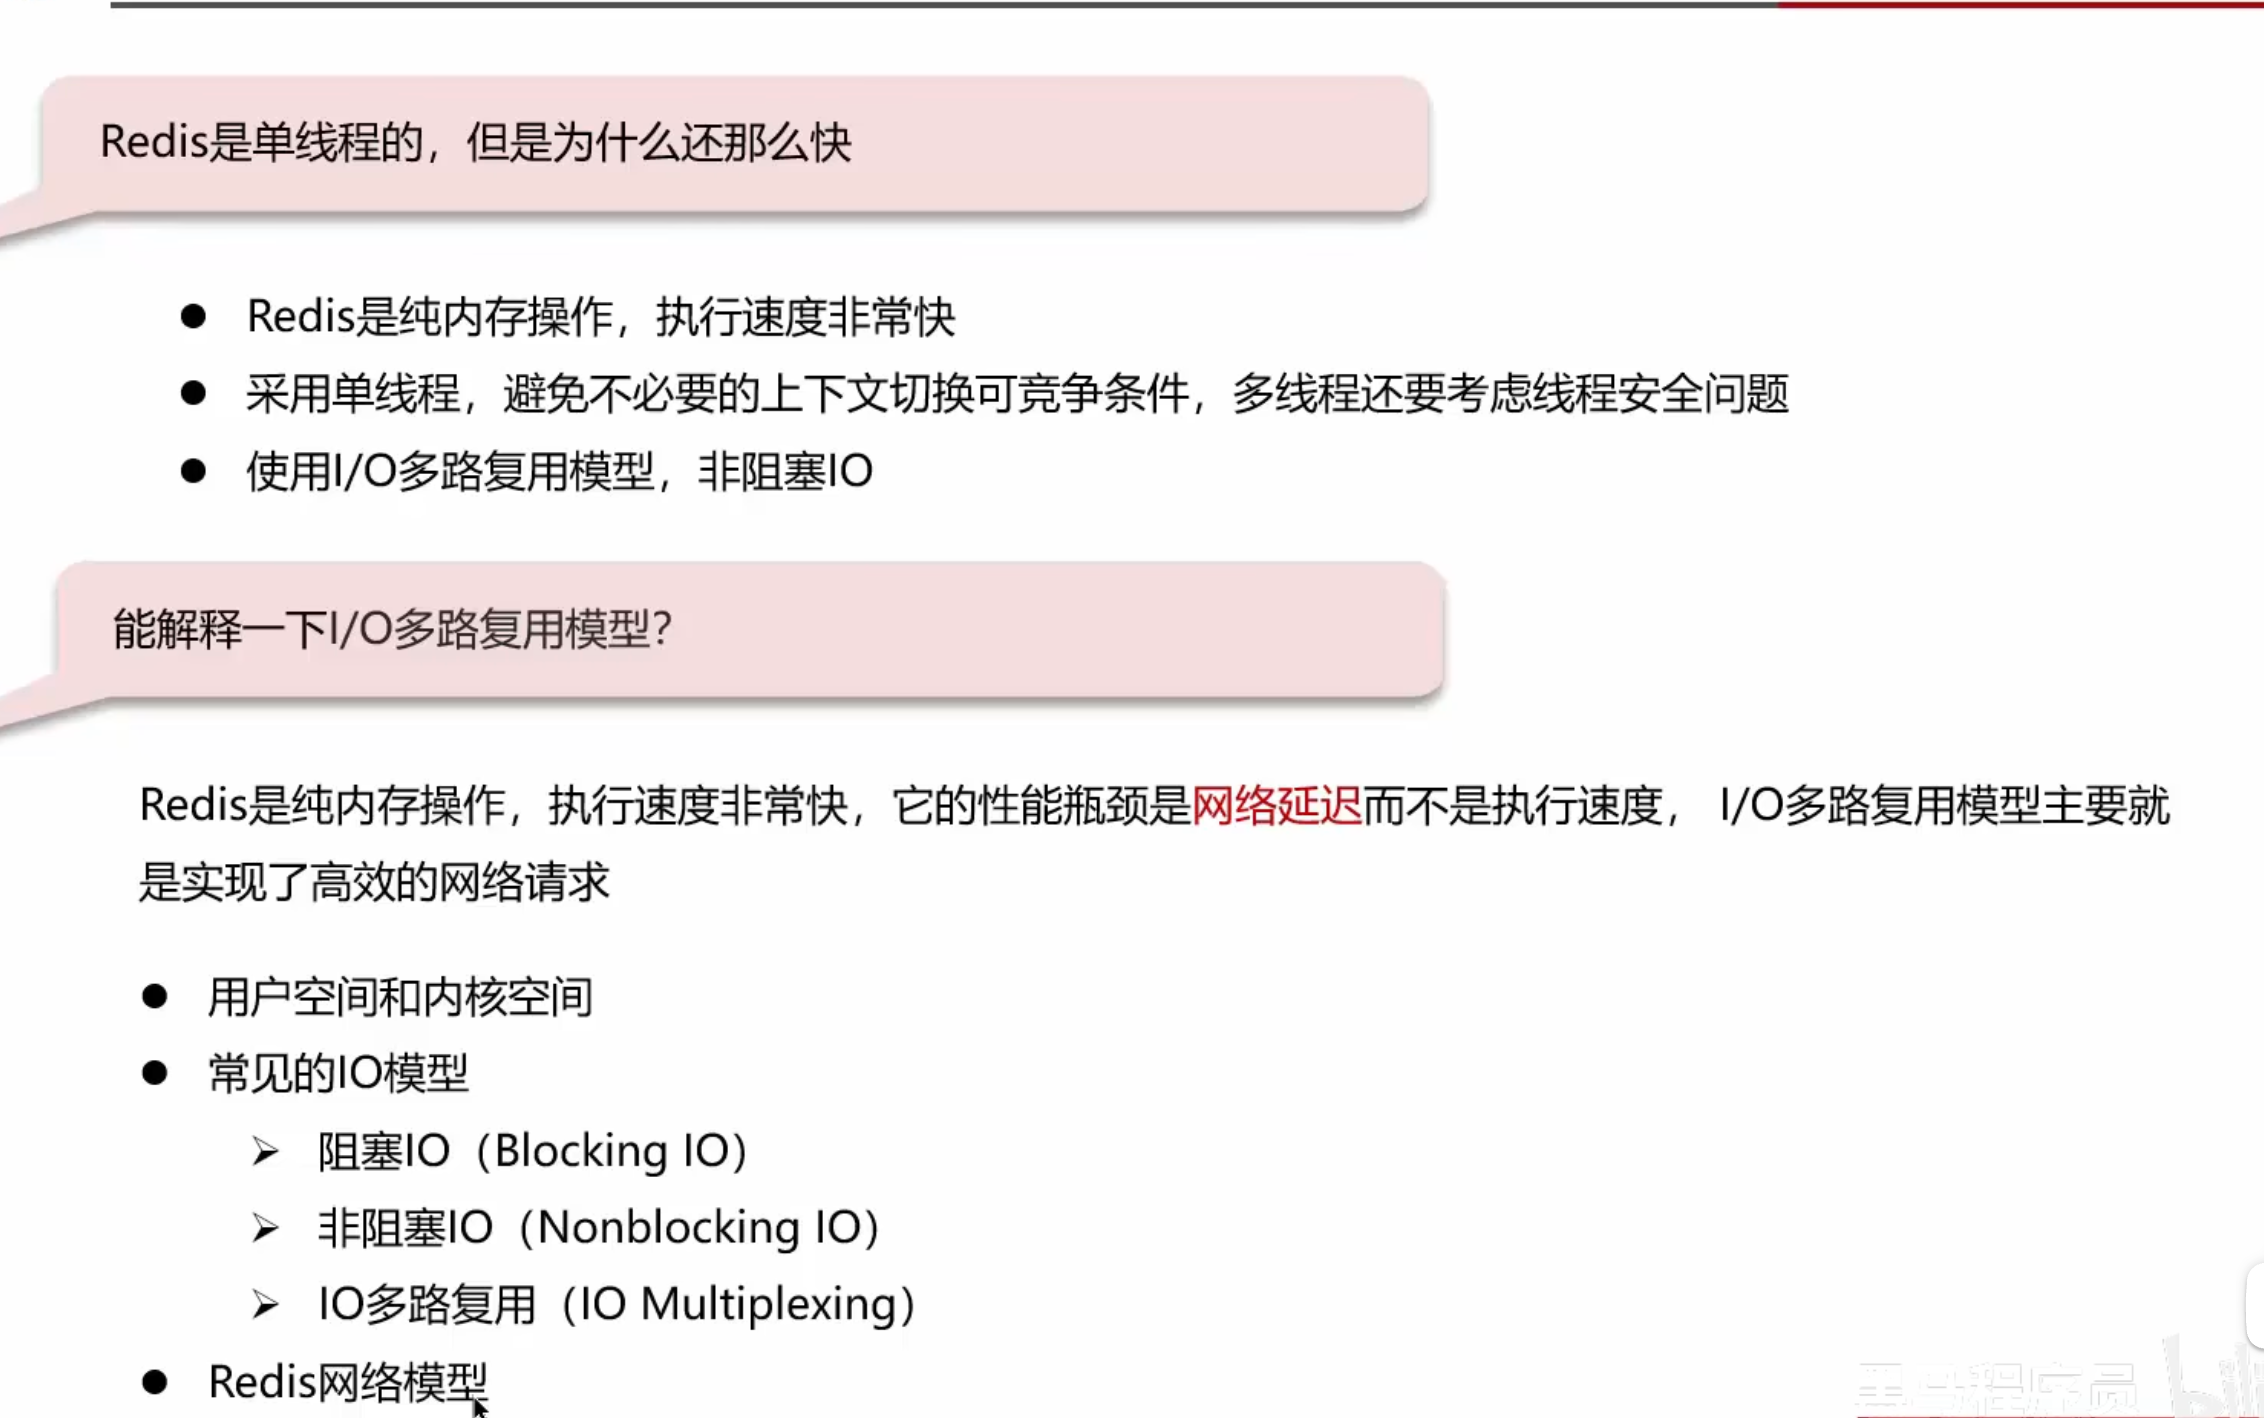 Redis是单线程的，但是为什么还那么快
● Redis是纯内存操作，执行速度非常快
● 采用单线程，避免不必要的上下文切换可竞争条件，多线程还要考虑线程安全问题
● 使用I/O多路复用模型，非阻塞IO
能解释一下I/O多路复用模型？
Redis是纯内存操作，执行速度非常快，它的性能瓶颈是网络延迟而不是执行速度， I/O多路复用模型主要就
是实现了高效的网络请求
● 用户空间和内核空间
● 常见的IO模型
➢ 阻塞IO（Blocking IO）
➢ 非阻塞IO（Nonblocking IO）
➢ IO多路复用（IO Multiplexing）
● Redis网络模型
黑马程序员